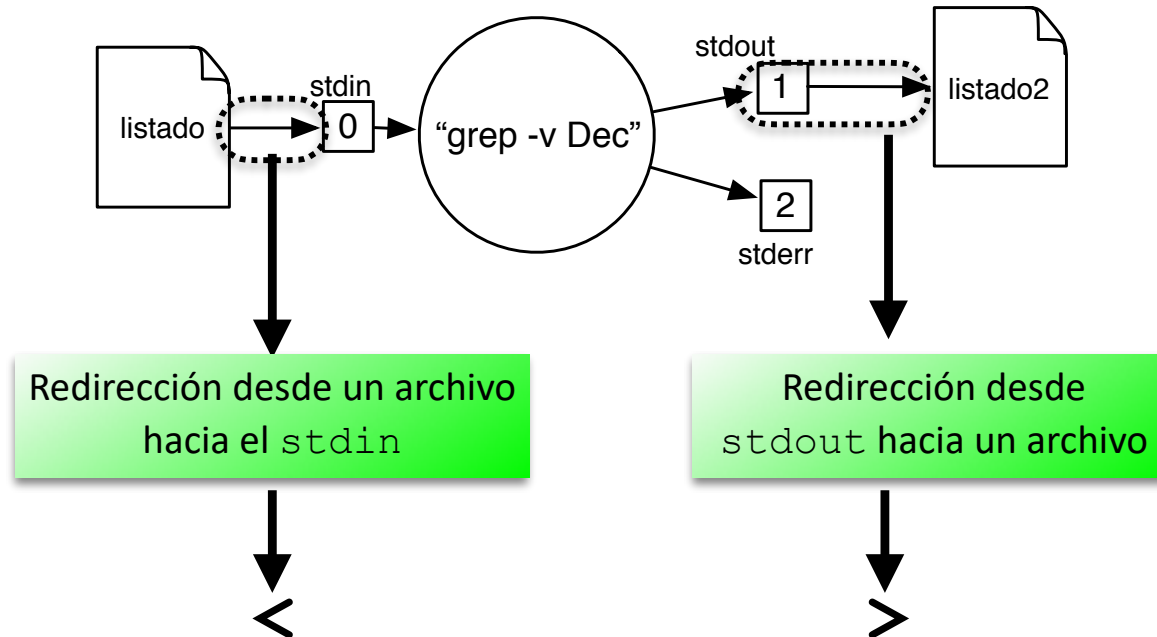 stdout
stdin
1
listado2
listado
0
“grep -v Dec”
2
stderr
Redirección desde un archivo
hacia el stdin
Redirección desde
stdout hacia un archivo
<
>